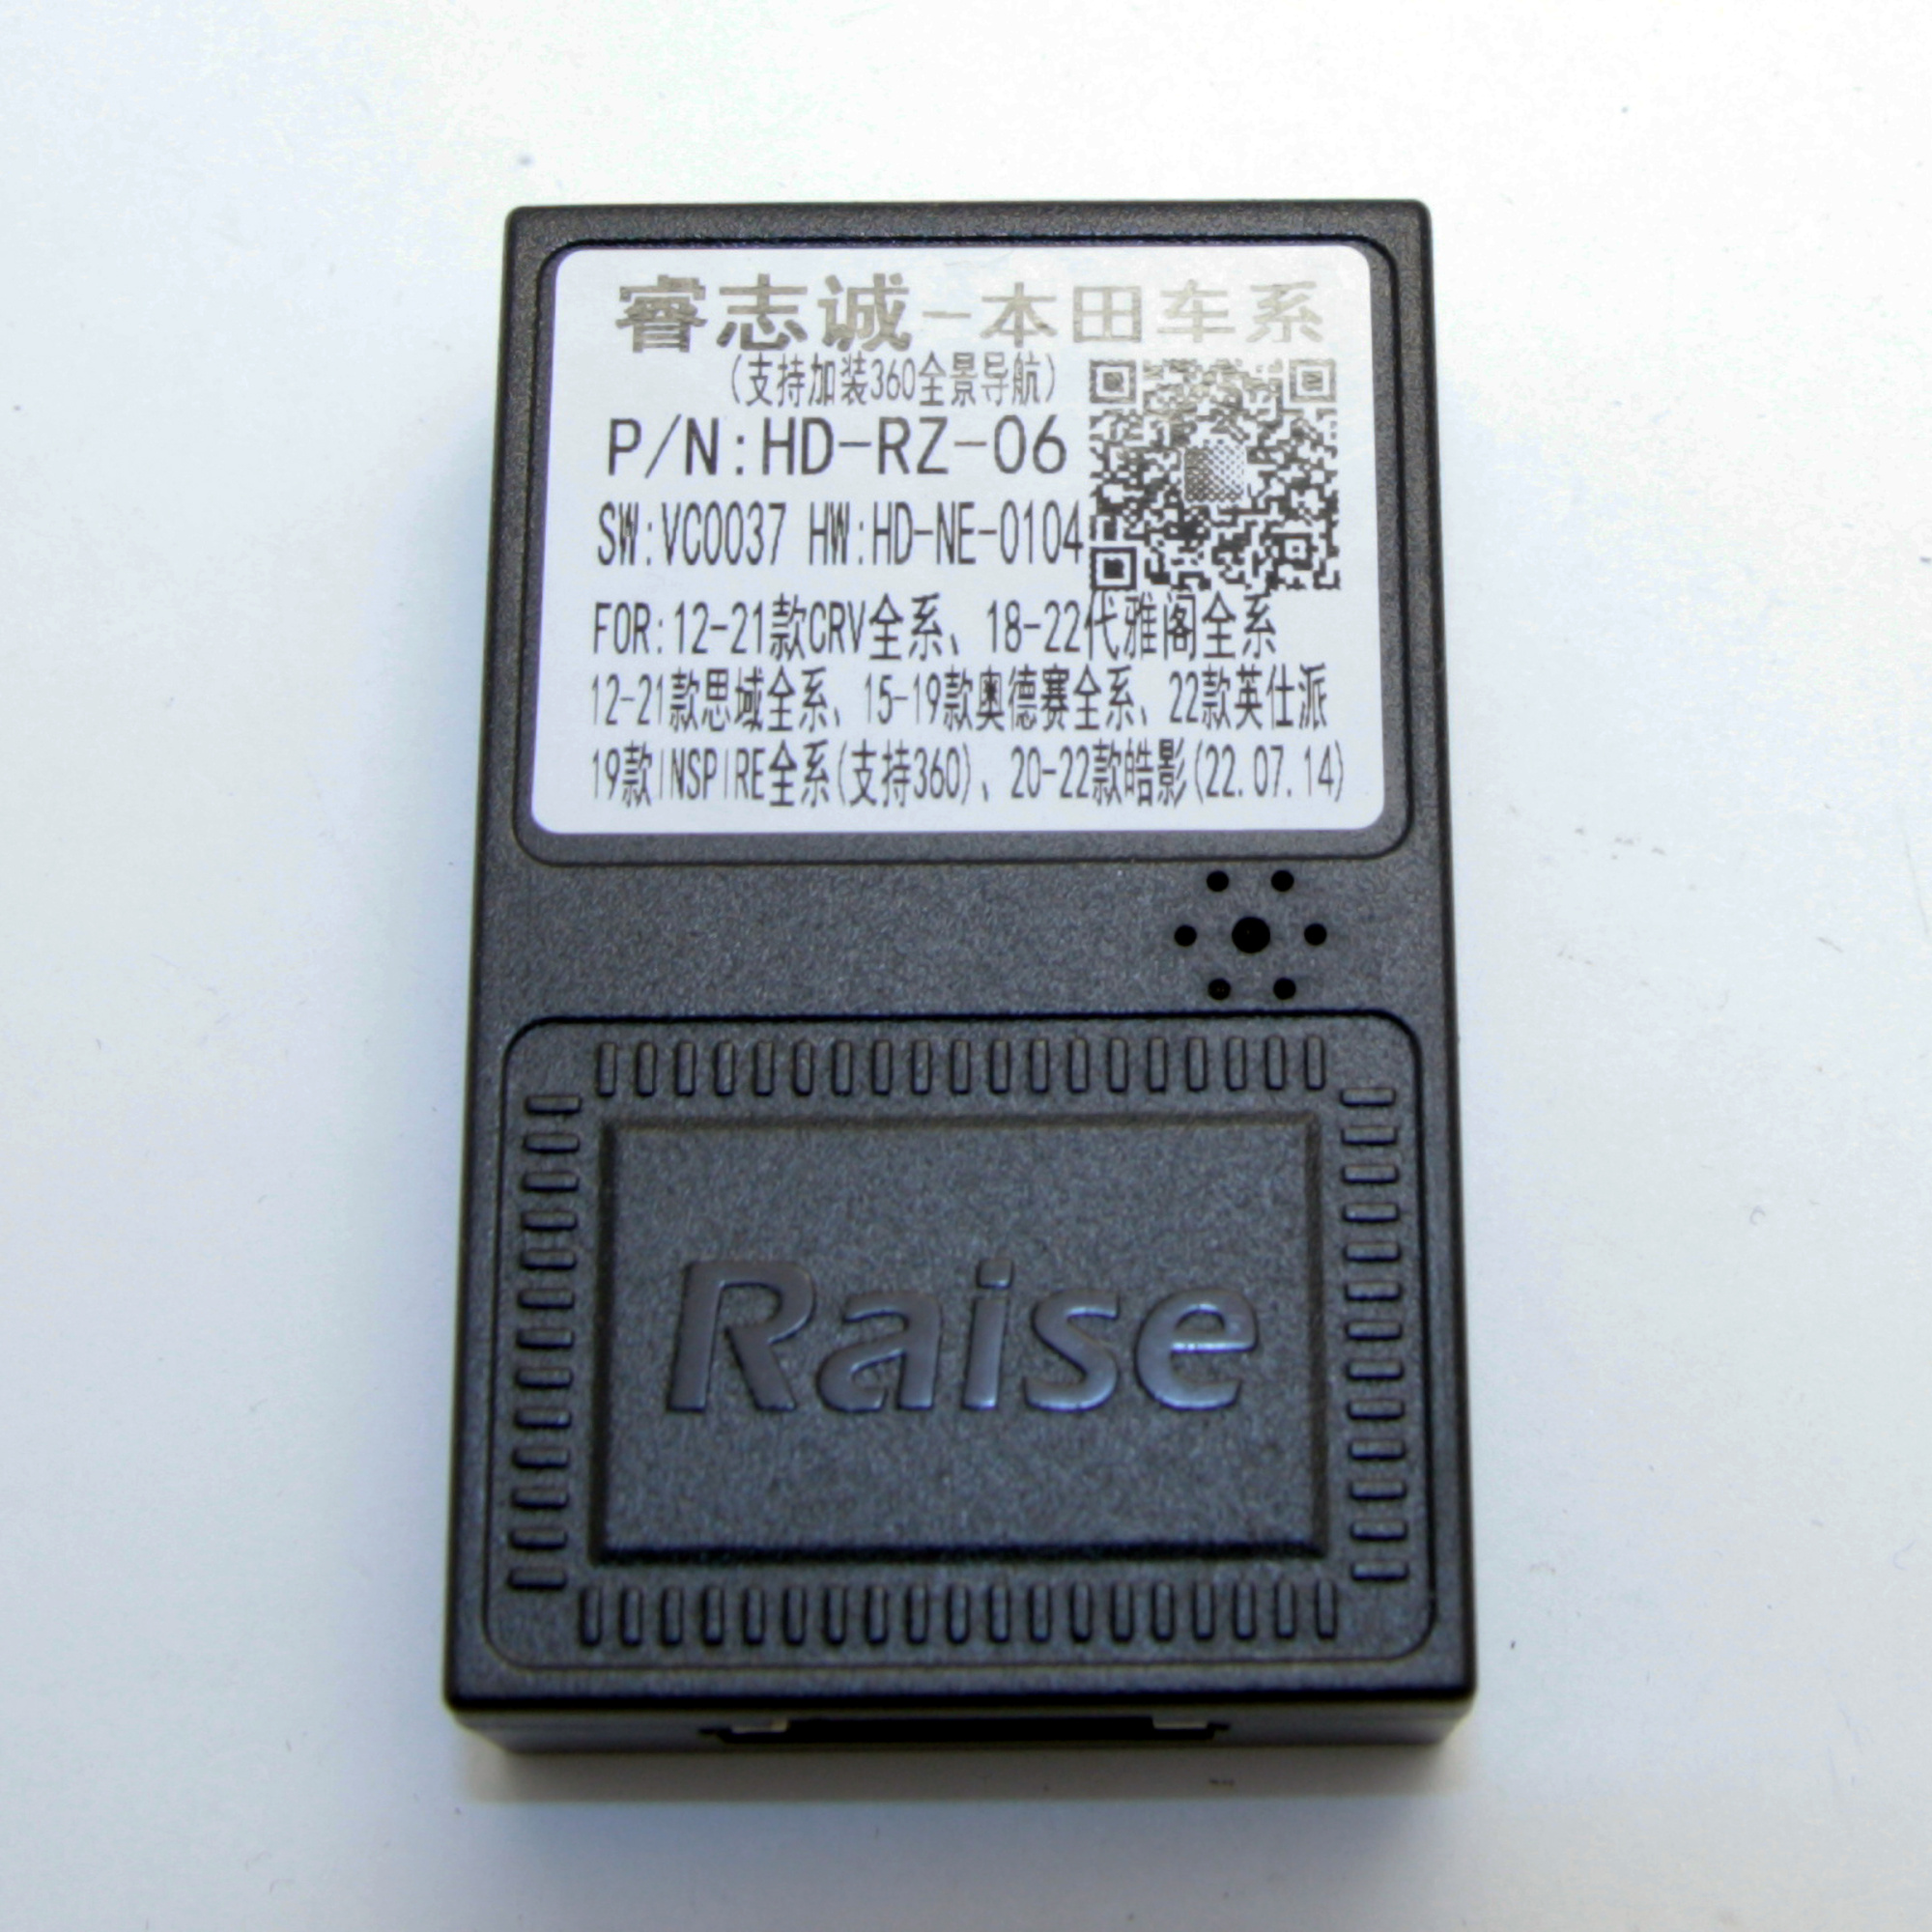 睿志诚-本田车系
(支持加装360全景导航)
P/N:HD-RZ-06
SW:VC0037 HW:HD-NE-0104
FOR:12-21款CRV全系、18-22代雅阁全系
12-21款思域全系、15-19款奥德赛全系、22款英仕派
19款INSPIRE全系(支持360)、20-22款皓影(22.07.14)
Raise